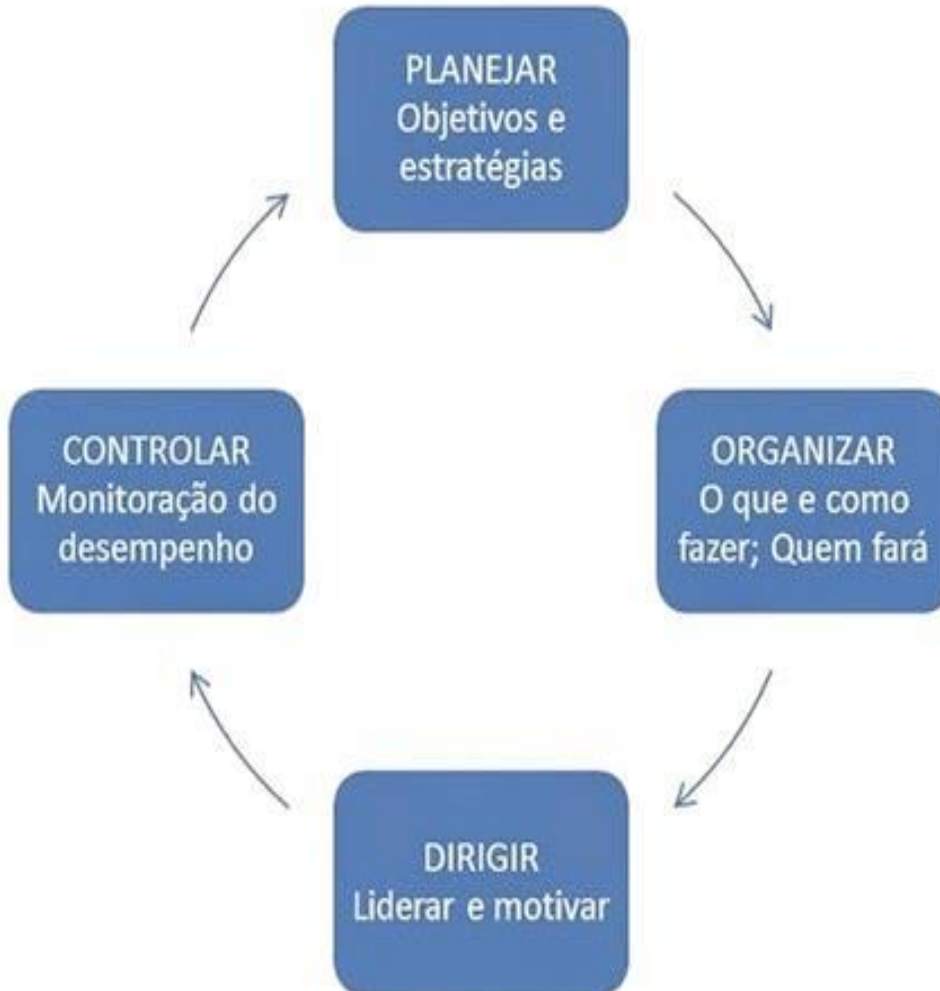 PLANEJAR
Objetivos e
estratégias
ORGANIZAR
O que e como
fazer; Quem fará
DIRIGIR
Liderar e motivar
CONTROLAR
Monitoração do
desempenho